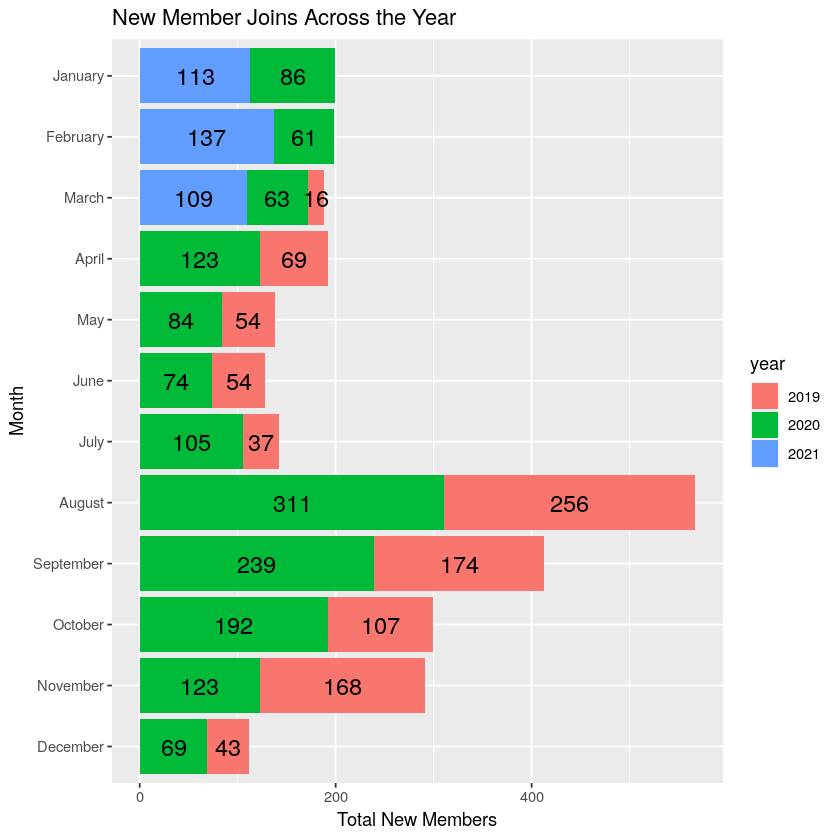 New Member Joins Across the Year
January 113 86
February 137 61
March 109 63 16
April 123 69
May 84 54
June 74 54
July 105 37
August 311 256
September 239 174
October 192 107
November 123 168
December 69 43
0 200 400
Total New Members
Month
year
2019
2020
2021